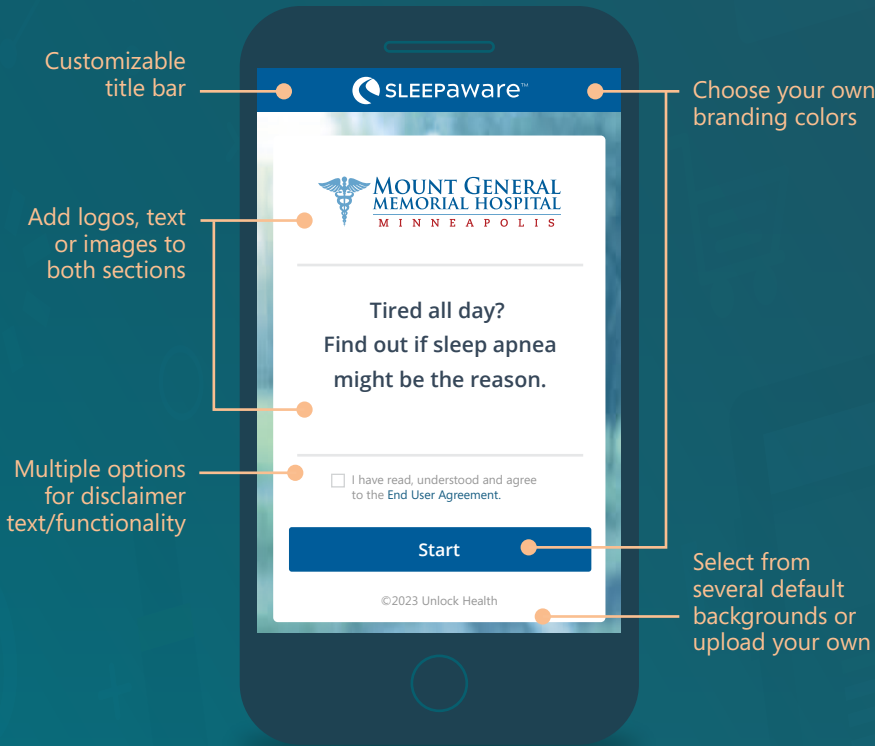 Customizable
title bar
SLEEPaware™
Choose your own
branding colors
Add logos, text
or images to
both sections
MOUNT GENERAL
MEMORIAL HOSPITAL
MINNEAPOLIS
Tired all day?
Find out if sleep apnea
might be the reason.
Multiple options
for disclaimer
text/functionality
I have read, understood and agree
to the End User Agreement.
Start
©2023 Unlock Health
Select from
several default
backgrounds or
upload your own